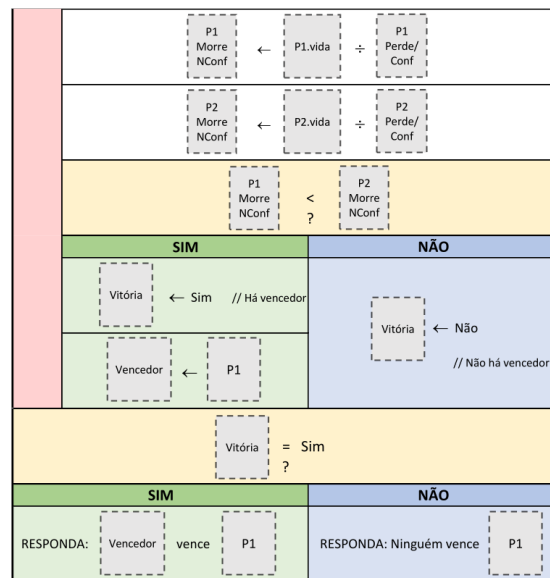 P1
Morre
NConf
←
P1.vida
÷
P1
Perde/
Conf
P2
Morre
NConf
←
P2.vida
÷
P2
Perde/
Conf
P1
Morre
NConf
<
?
P2
Morre
NConf
SIM
NÃO
Vitória
← Sim // Há vencedor
Vencedor
←
P1
Vitória
← Não
// Não há vencedor
Vitória
= Sim
?
SIM
NÃO
RESPONDA: Vencedor vence P1
RESPONDA: Ninguém vence P1